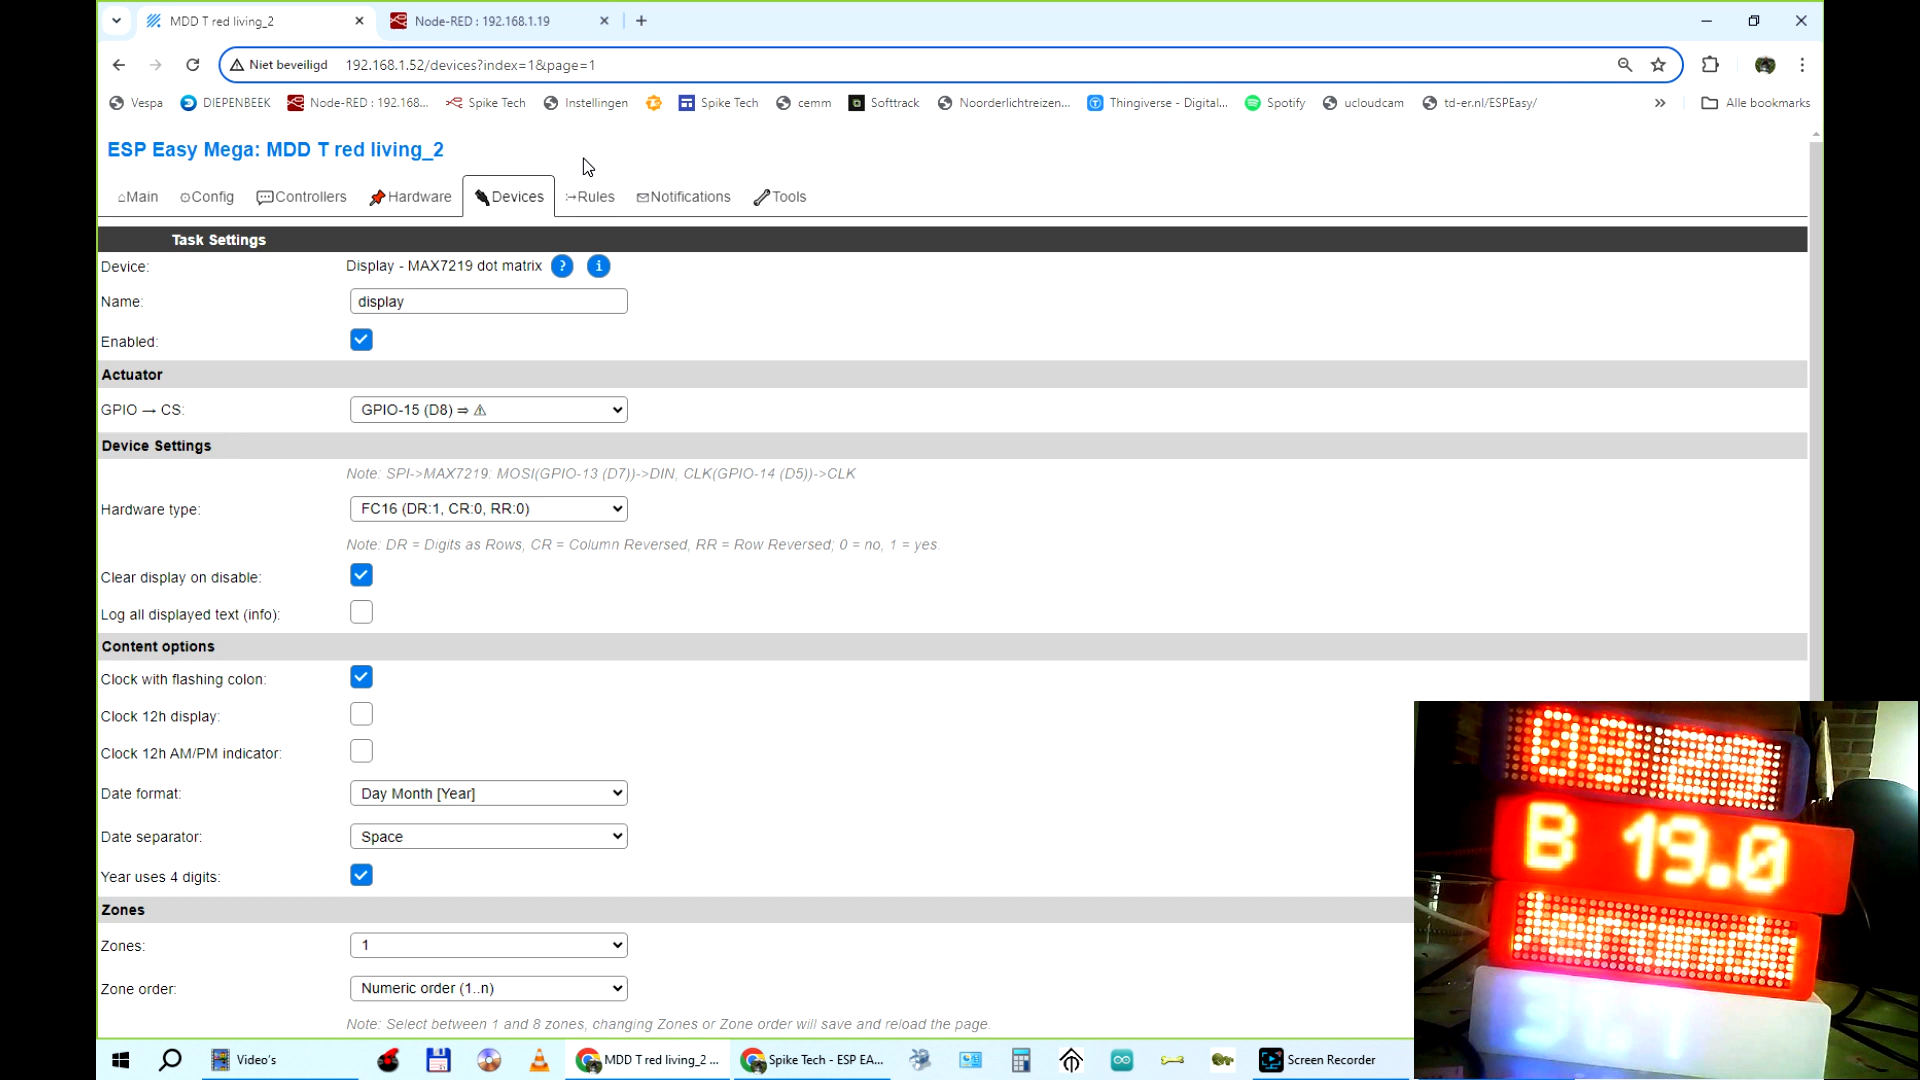 MDD T red living_2
Node-RED : 192.168.1.19
Niet beveiligd 192.168.1.52/devices?index=1&page=1
Vespa DIEPENBEEK Node-RED : 192.168... Spike Tech Instellingen Spike Tech cemm Softtrack Noorderlichtreizen... Thingiverse - Digital... Spotify ucloudcam td-er.nl/ESPEasy/ » Alle bookmarks
ESP Easy Mega: MDD T red living_2
Main Config Controllers Hardware Devices Rules Notifications Tools
Task Settings
Device: Display - MAX7219 dot matrix ? i
Name: display
Enabled:
Actuator
GPIO → CS: GPIO-15 (D8) ⇒ ⚠
Device Settings
Note: SPI->MAX7219: MOSI(GPIO-13 (D7))->DIN, CLK(GPIO-14 (D5))->CLK
Hardware type: FC16 (DR:1, CR:0, RR:0)
Note: DR = Digits as Rows, CR = Column Reversed, RR = Row Reversed; 0 = no, 1 = yes.
Clear display on disable:
Log all displayed text (info):
Content options
Clock with flashing colon:
Clock 12h display:
Clock 12h AM/PM indicator:
Date format: Day Month [Year]
Date separator: Space
Year uses 4 digits:
Zones
Zones: 1
Zone order: Numeric order (1..n)
Note: Select between 1 and 8 zones, changing Zones or Zone order will save and reload the page.
B 19.0
Video's MDD T red living_2 ... Spike Tech - ESP EA... Screen Recorder